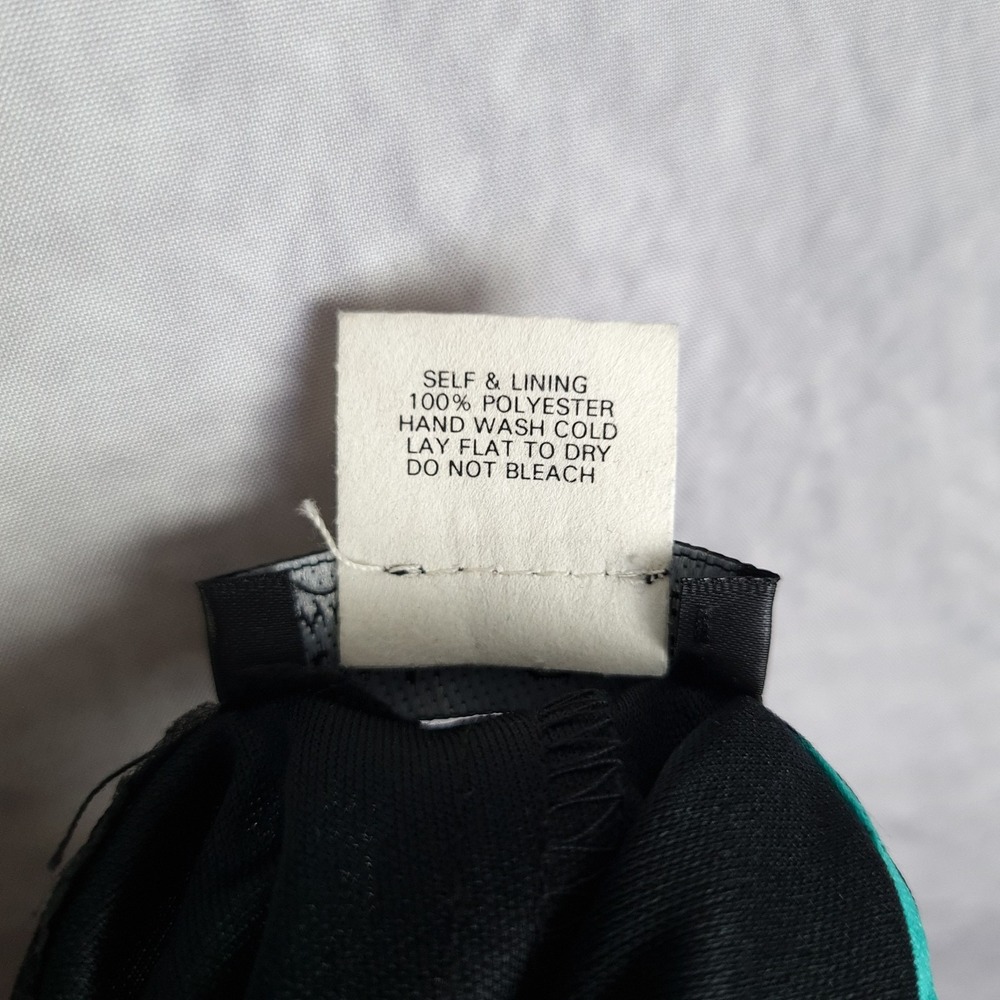 SELF & LINING
100% POLYESTER
HAND WASH COLD
LAY FLAT TO DRY
DO NOT BLEACH